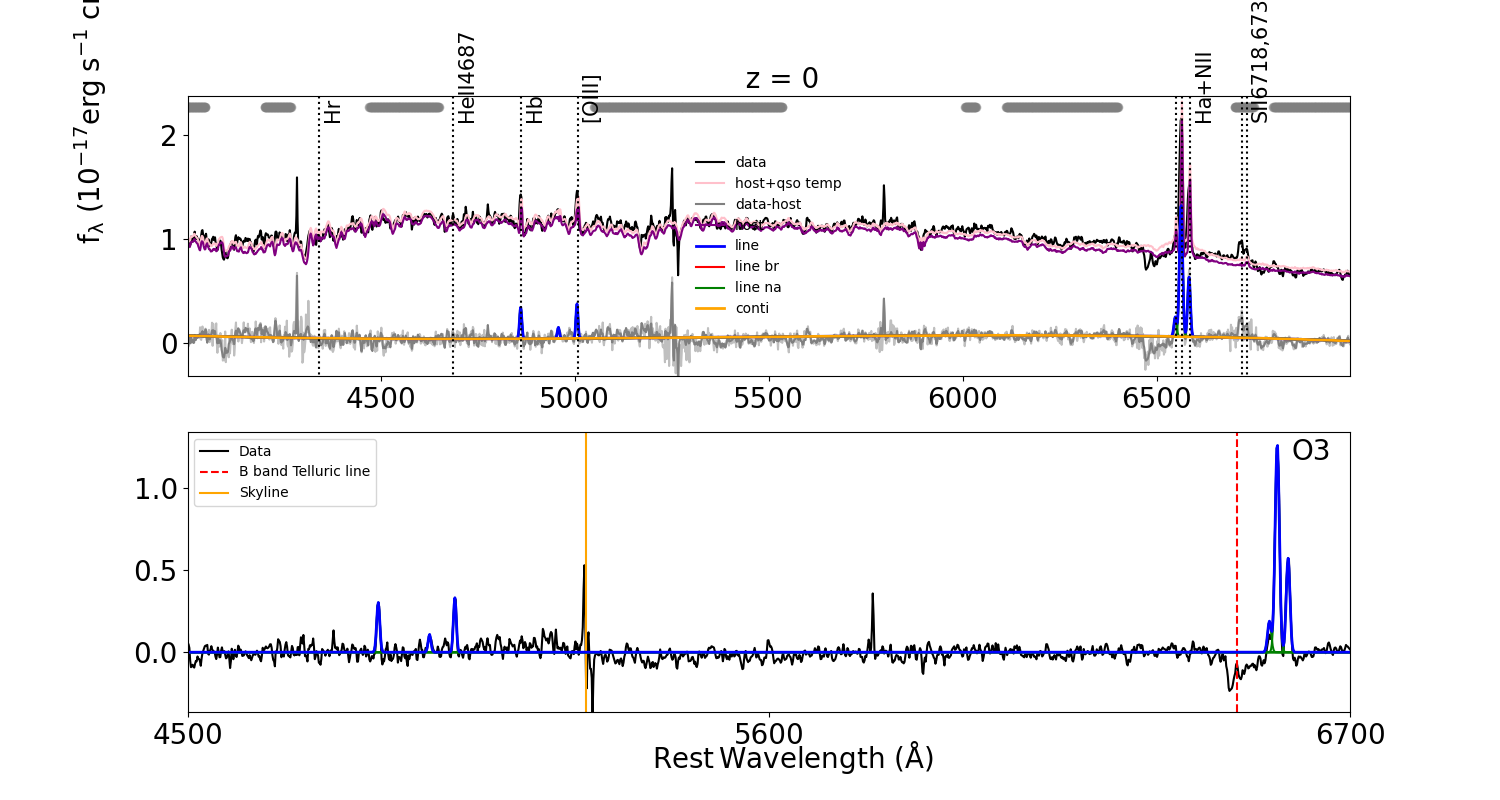 z = 0
HeII4687
SII6718,673
Hr
Hb
[OIII]
Ha+NII
f_λ (10^−17 erg s^−1 c
2
1
0
data
host+qso temp
data-host
line
line br
line na
conti
4500 5000 5500 6000 6500
Data
B band Telluric line
Skyline
O3
1.0
0.5
0.0
4500 5600 6700
Rest Wavelength (Å)